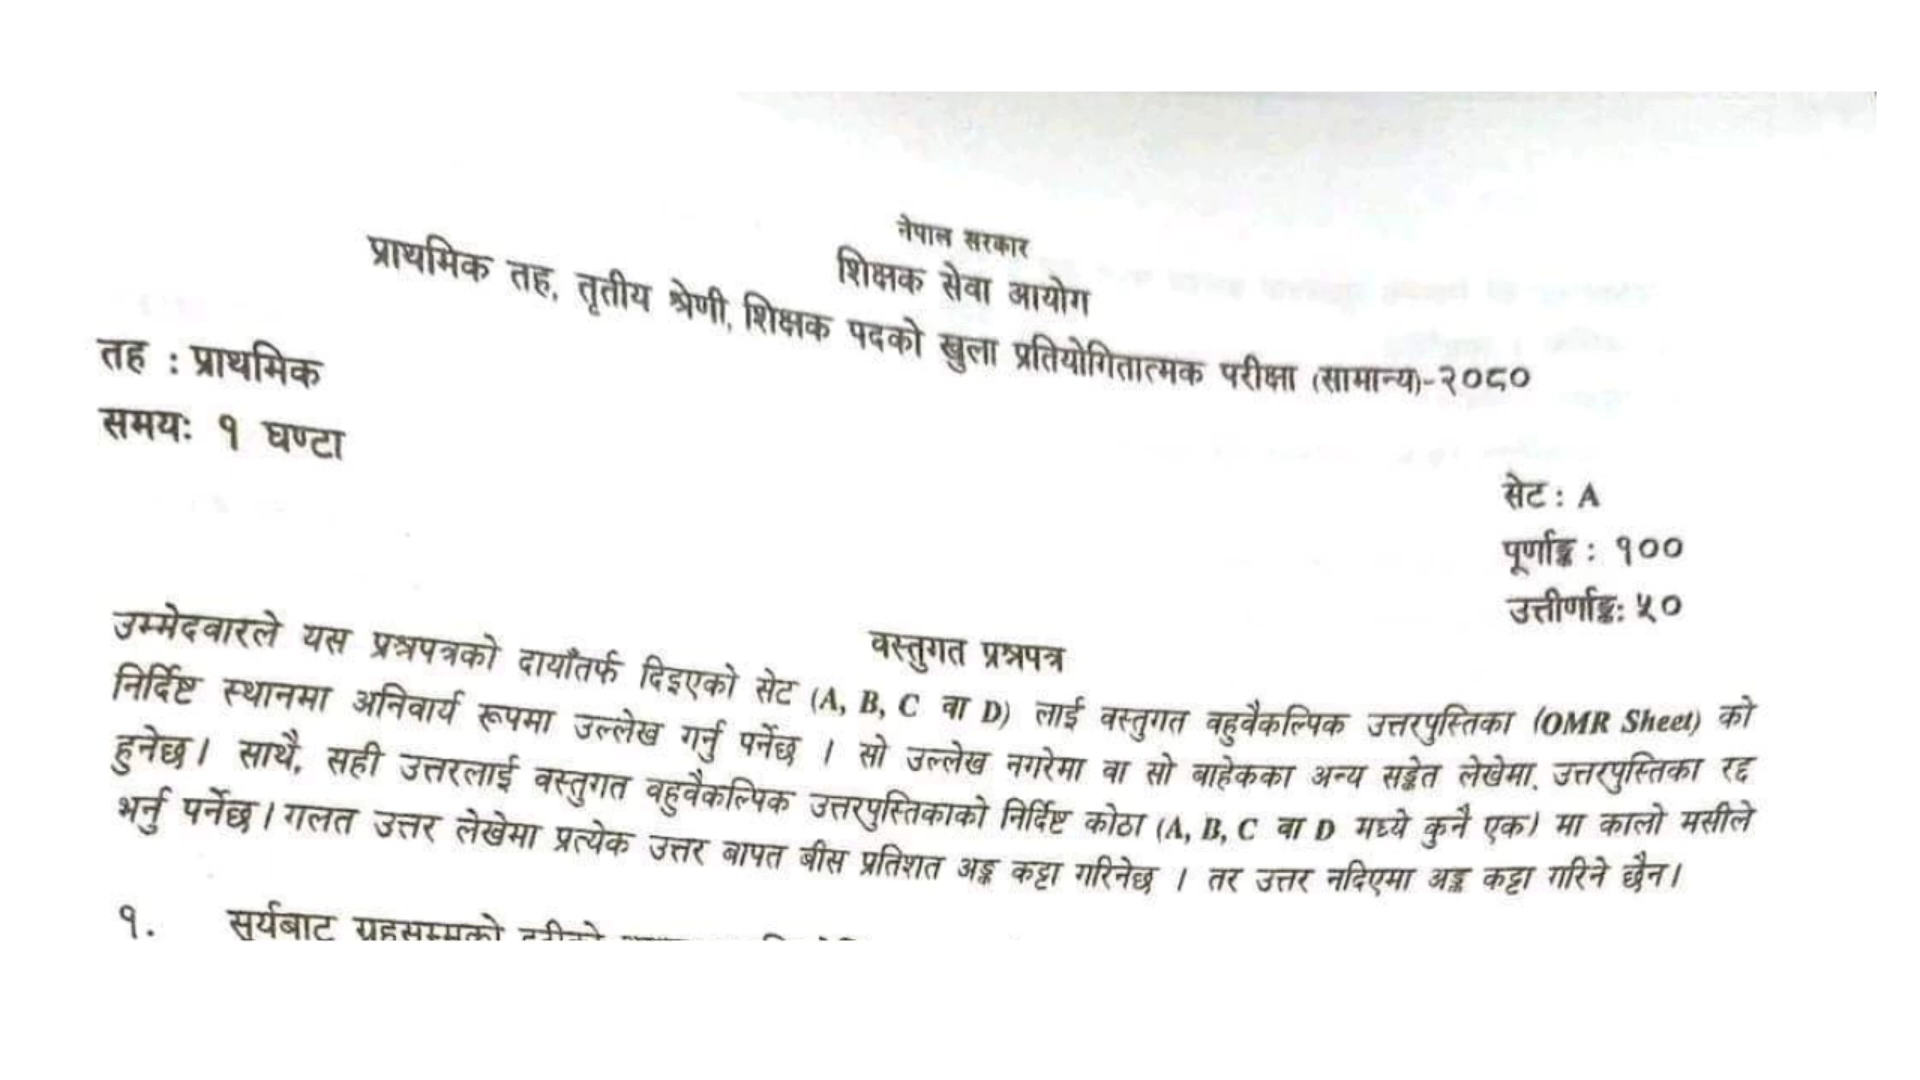 नेपाल सरकार
शिक्षक सेवा आयोग
प्राथमिक तह, तृतीय श्रेणी, शिक्षक पदको खुला प्रतियोगितात्मक परीक्षा (सामान्य)-२०८०
तह : प्राथमिक
समयः १ घण्टा
सेट : A
पूर्णाङ्क : १००
उत्तीर्णाङ्क: ५०
वस्तुगत प्रश्नपत्र
उम्मेदवारले यस प्रश्नपत्रको दायाँतर्फ दिइएको सेट (A, B, C वा D) लाई वस्तुगत वहुवैकल्पिक उत्तरपुस्तिका (OMR Sheet) को
निर्दिष्ट स्थानमा अनिवार्य रूपमा उल्लेख गर्नु पर्नेछ । सो उल्लेख नगरेमा वा सो बाहेकका अन्य सङ्केत लेखेमा, उत्तरपुस्तिका रद्द
हुनेछ। साथै, सही उत्तरलाई वस्तुगत वहुवैकल्पिक उत्तरपुस्तिकाको निर्दिष्ट कोठा (A, B, C वा D मध्ये कुनै एक) मा कालो मसीले
भर्नु पर्नेछ। गलत उत्तर लेखेमा प्रत्येक उत्तर बापत बीस प्रतिशत अङ्क कट्टा गरिनेछ । तर उत्तर नदिएमा अङ्क कट्टा गरिने छैन।
१. सूर्यबाट ग्रहसम्मको